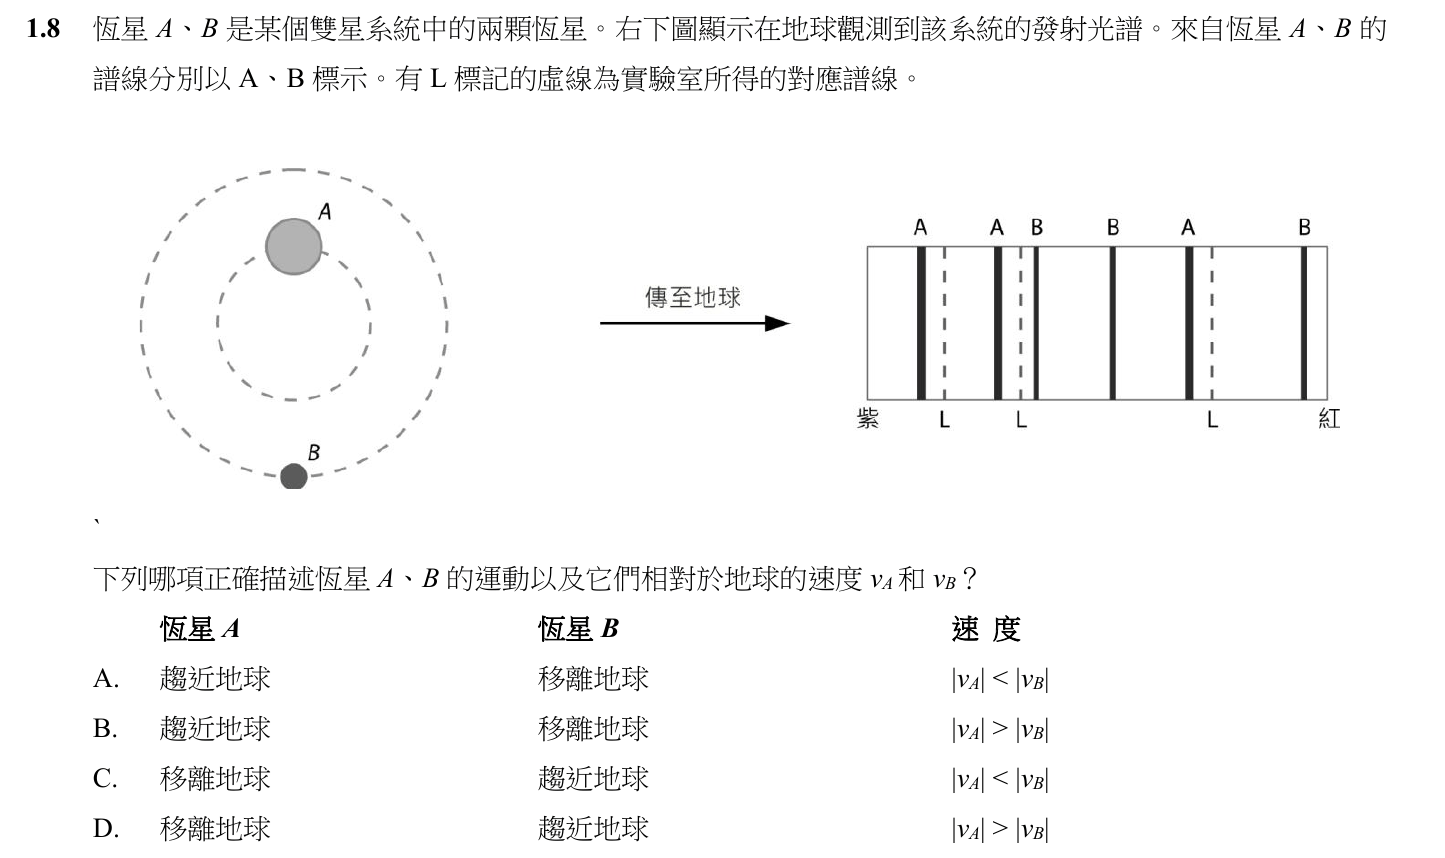 1.8 恆星 A、B 是某個雙星系統中的兩顆恆星。右下圖顯示在地球觀測到該系統的發射光譜。來自恆星 A、B 的
譜線分別以 A、B 標示。有 L 標記的虛線為實驗室所得的對應譜線。
A
B
傳至地球
A A B B A B
紫 L L L 紅
、
下列哪項正確描述恆星 A、B 的運動以及它們相對於地球的速度 vA 和 vB？
恆星 A 恆星 B 速 度
A. 趨近地球 移離地球 |vA| < |vB|
B. 趨近地球 移離地球 |vA| > |vB|
C. 移離地球 趨近地球 |vA| < |vB|
D. 移離地球 趨近地球 |vA| > |vB|